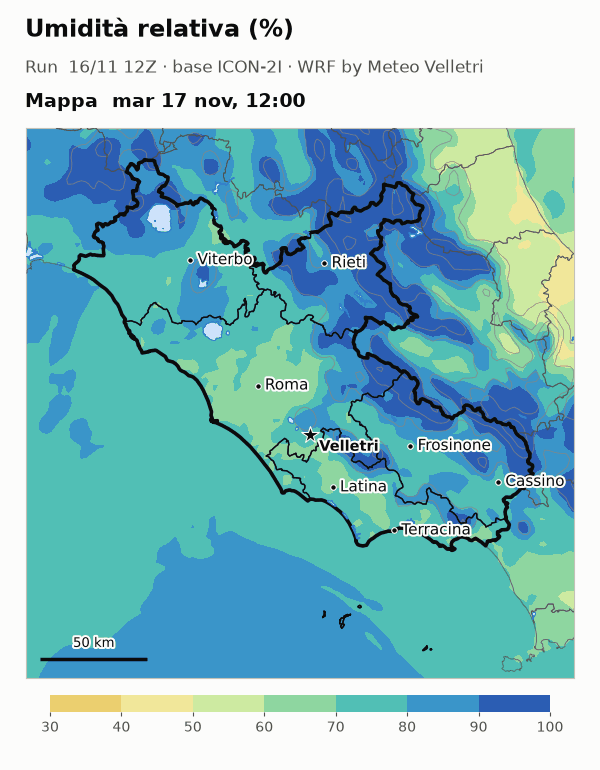 Umidità relativa (%)
Run  16/11 12Z · base ICON-2I · WRF by Meteo Velletri
Mappa  mar 17 nov, 12:00
Viterbo
Rieti
Roma
Velletri
Frosinone
Cassino
Latina
Terracina
50 km
30 40 50 60 70 80 90 100